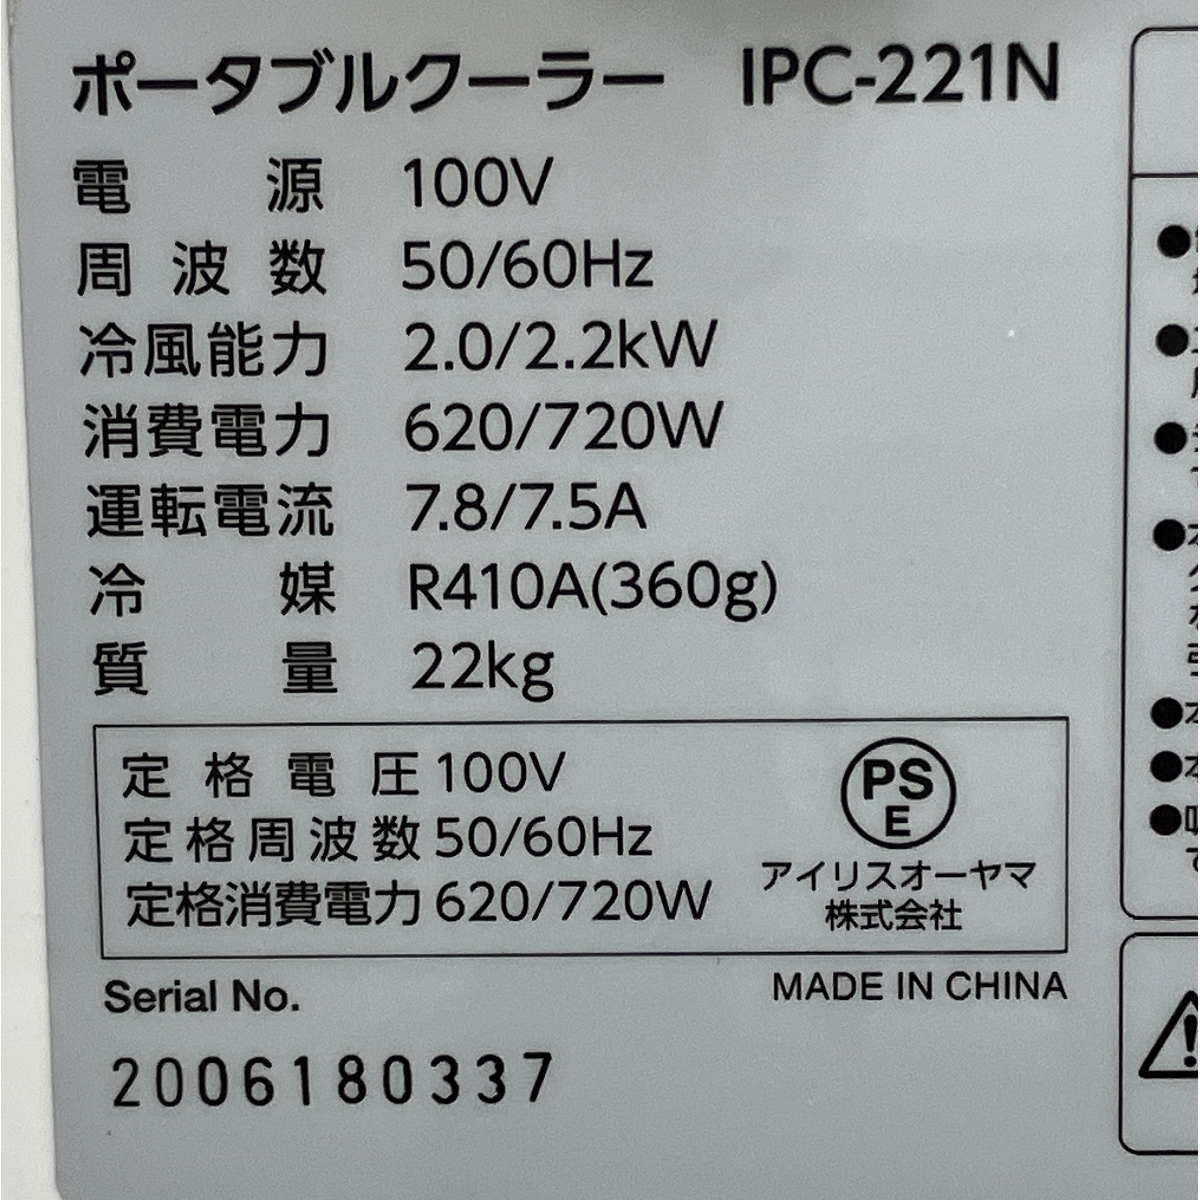 ポータブルクーラー IPC-221N
電源 100V
周波数 50/60Hz
冷風能力 2.0/2.2kW
消費電力 620/720W
運転電流 7.8/7.5A
冷媒 R410A(360g)
質量 22kg
定格電圧 100V
定格周波数 50/60Hz
定格消費電力 620/720W
PS
E
アイリスオーヤマ
株式会社
Serial No.
MADE IN CHINA
2006180337